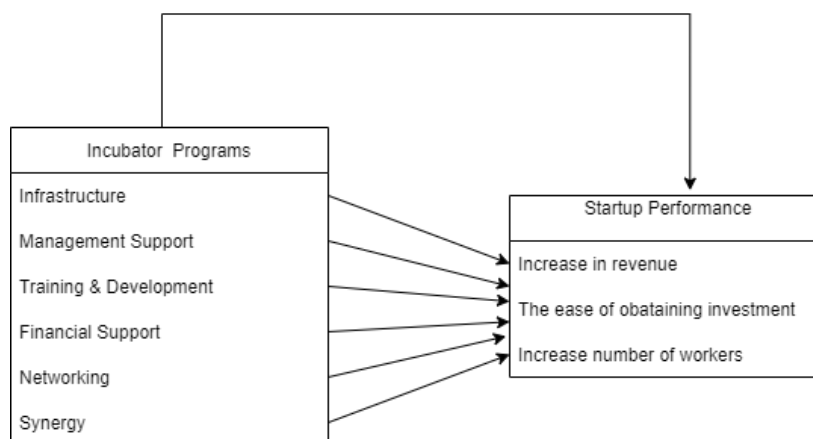 Incubator Programs
Infrastructure
Management Support
Training & Development
Financial Support
Networking
Synergy
Startup Performance
Increase in revenue
The ease of obataining investment
Increase number of workers